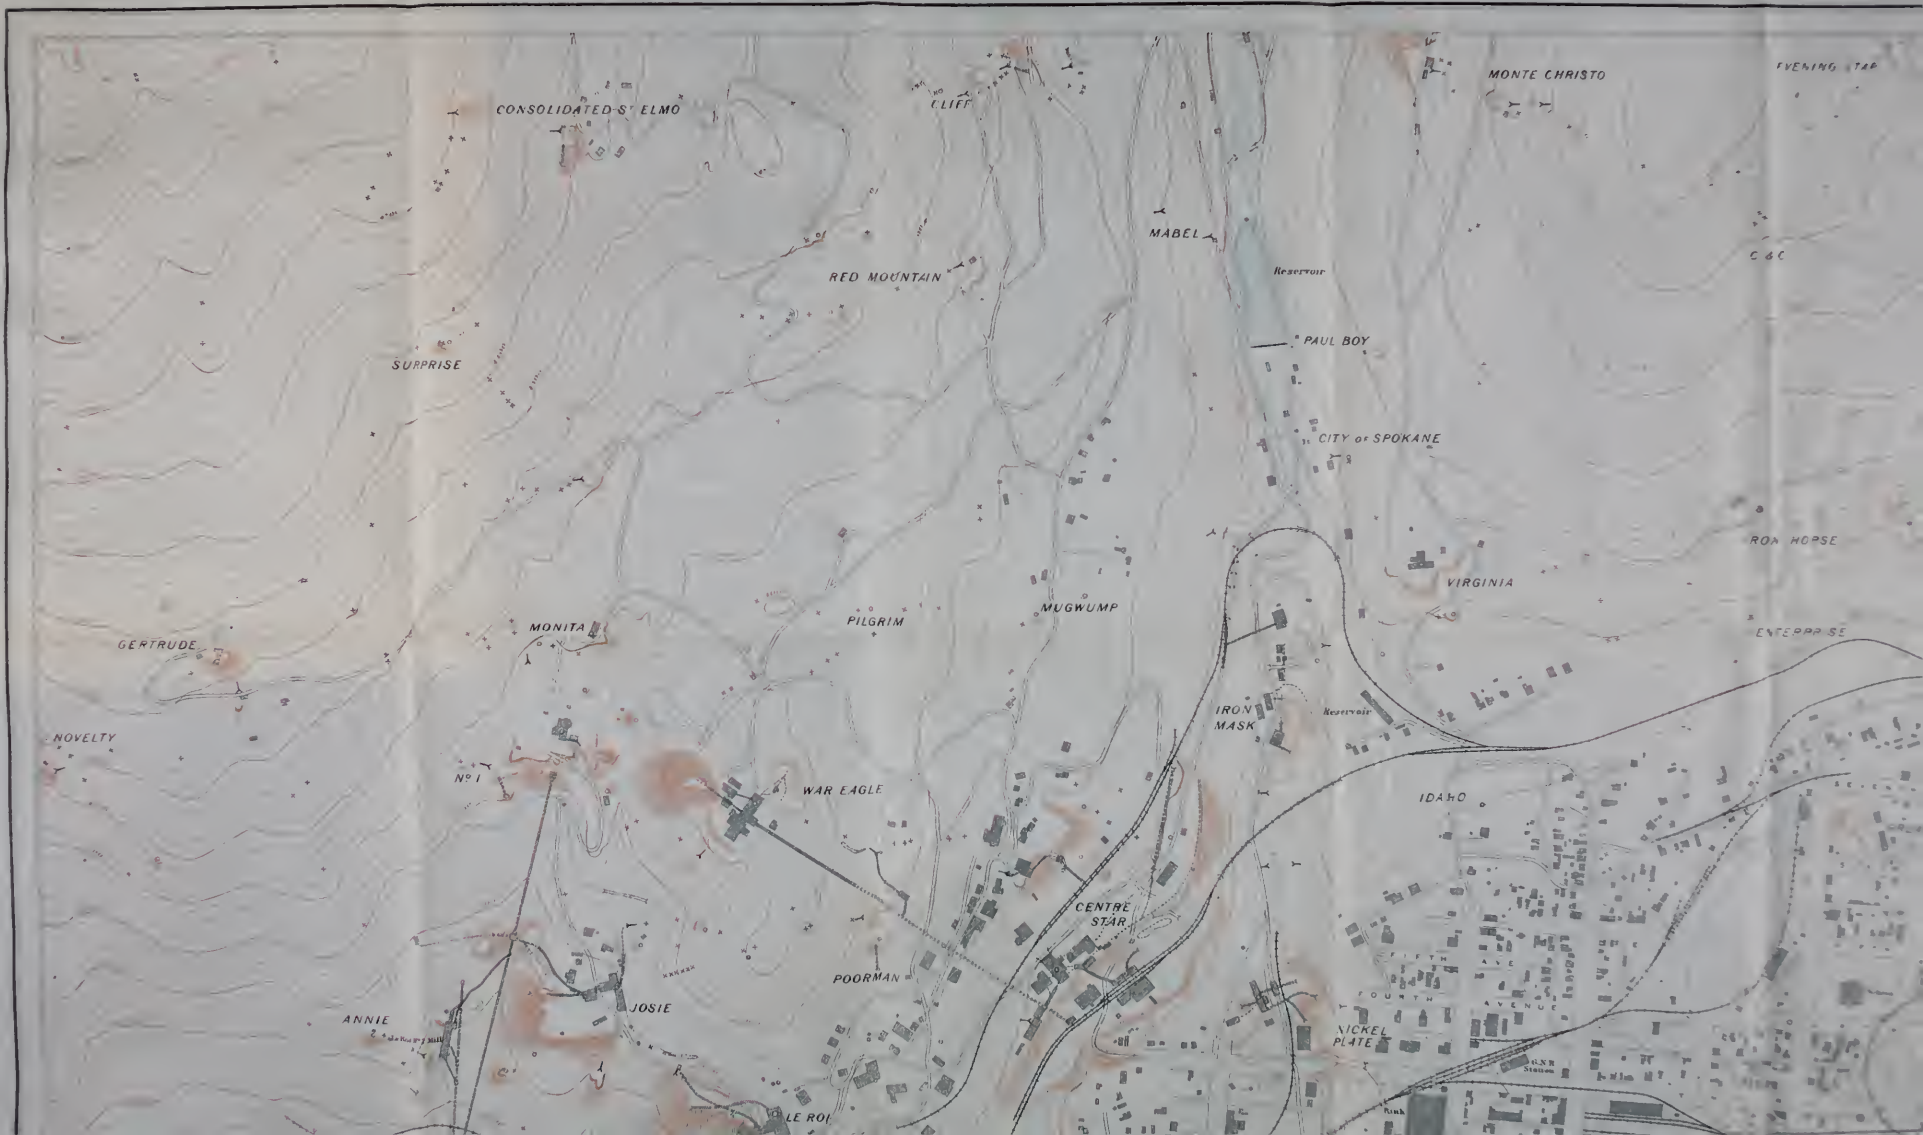 EVENING STAR
MONTE CHRISTO
CONSOLIDATED-ST ELMO
CLIFF
MABEL
C & C
RED MOUNTAIN
Reservoir
PAUL BOY
SURPRISE
CITY OF SPOKANE
IRON HORSE
VIRGINIA
MUGWUMP
PILGRIM
MONITA
ENTERPRISE
GERTRUDE
IRON
MASK
Reservoir
NOVELTY
No 1
WAR EAGLE
IDAHO
CENTRE
STAR
FIFTH AVE
POORMAN
FOURTH AVENUE
JOSIE
ANNIE
NICKEL
PLATE
G.N.R
Station
Rink
LE ROI